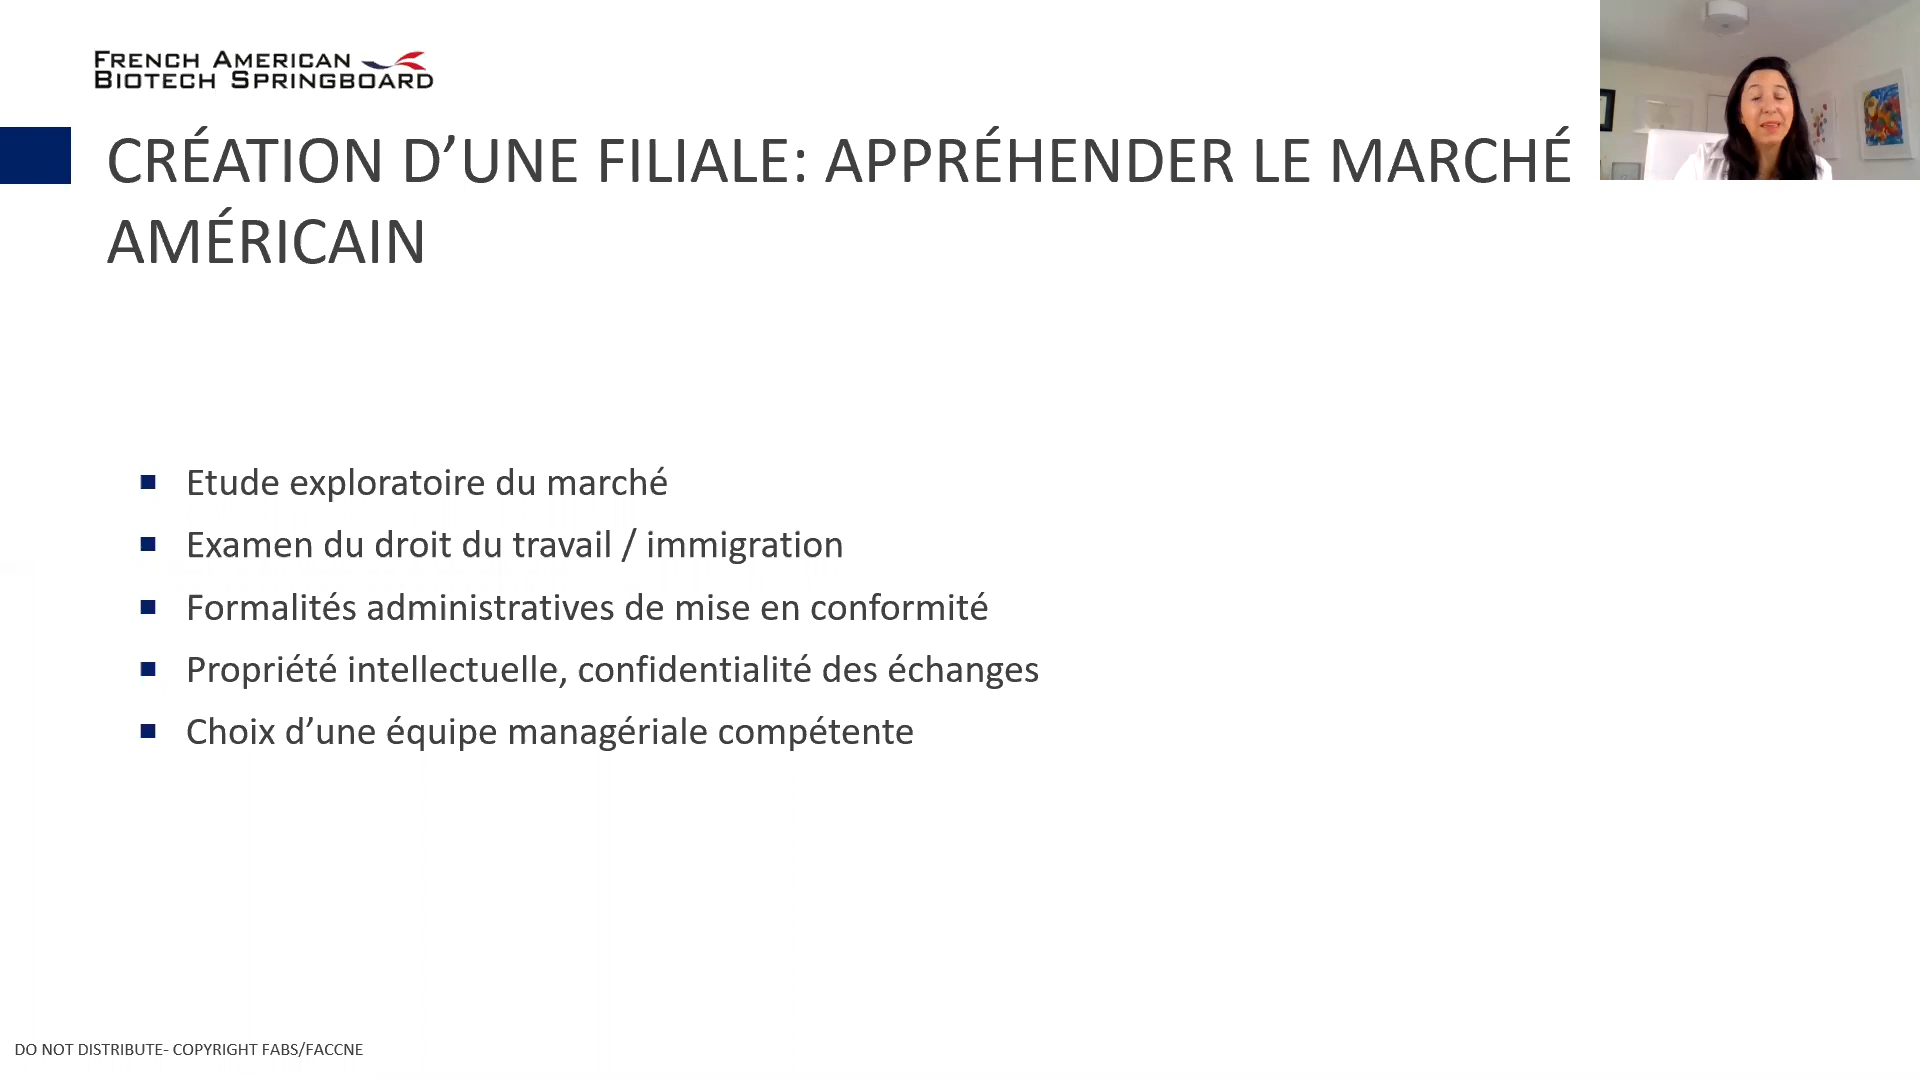 FRENCH AMERICAN
BIOTECH SPRINGBOARD
CRÉATION D’UNE FILIALE: APPRÉHENDER LE MARCHÉ
AMÉRICAIN
Etude exploratoire du marché
Examen du droit du travail / immigration
Formalités administratives de mise en conformité
Propriété intellectuelle, confidentialité des échanges
Choix d’une équipe managériale compétente
DO NOT DISTRIBUTE- COPYRIGHT FABS/FACCNE